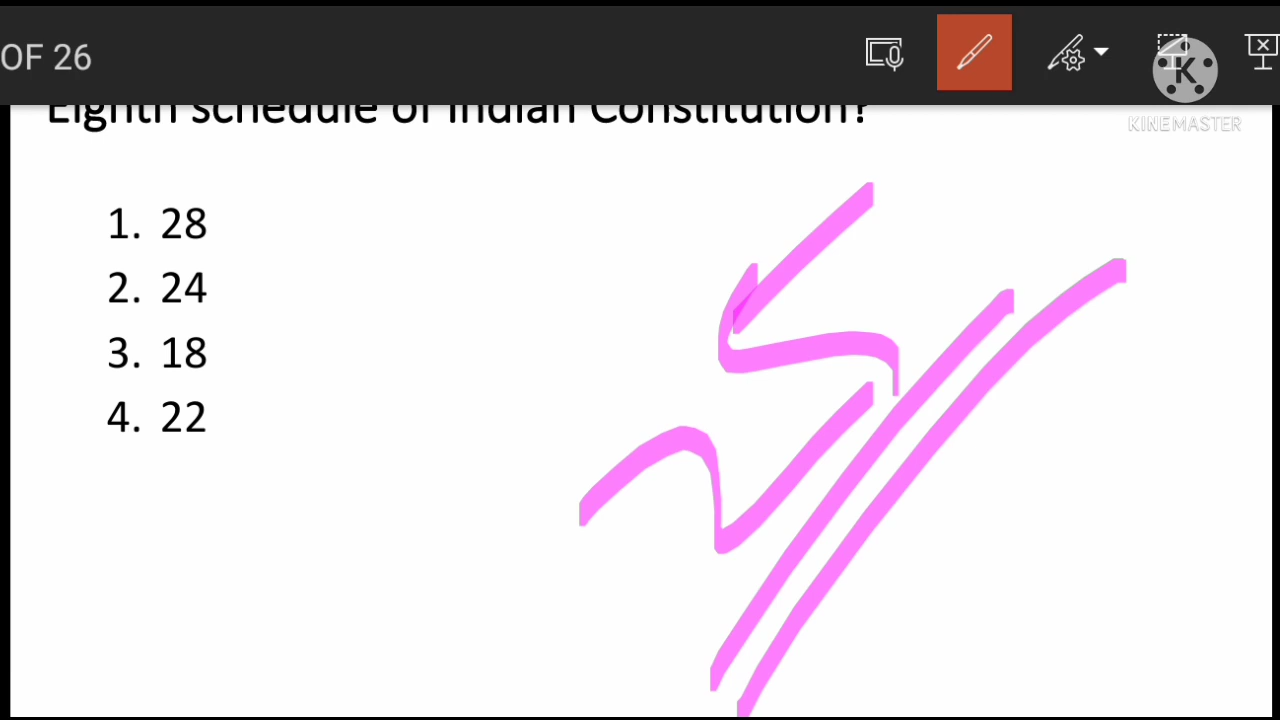 OF 26
K
KINEMASTER
Eighth schedule of Indian Constitution?
1. 28
2. 24
3. 18
4. 22